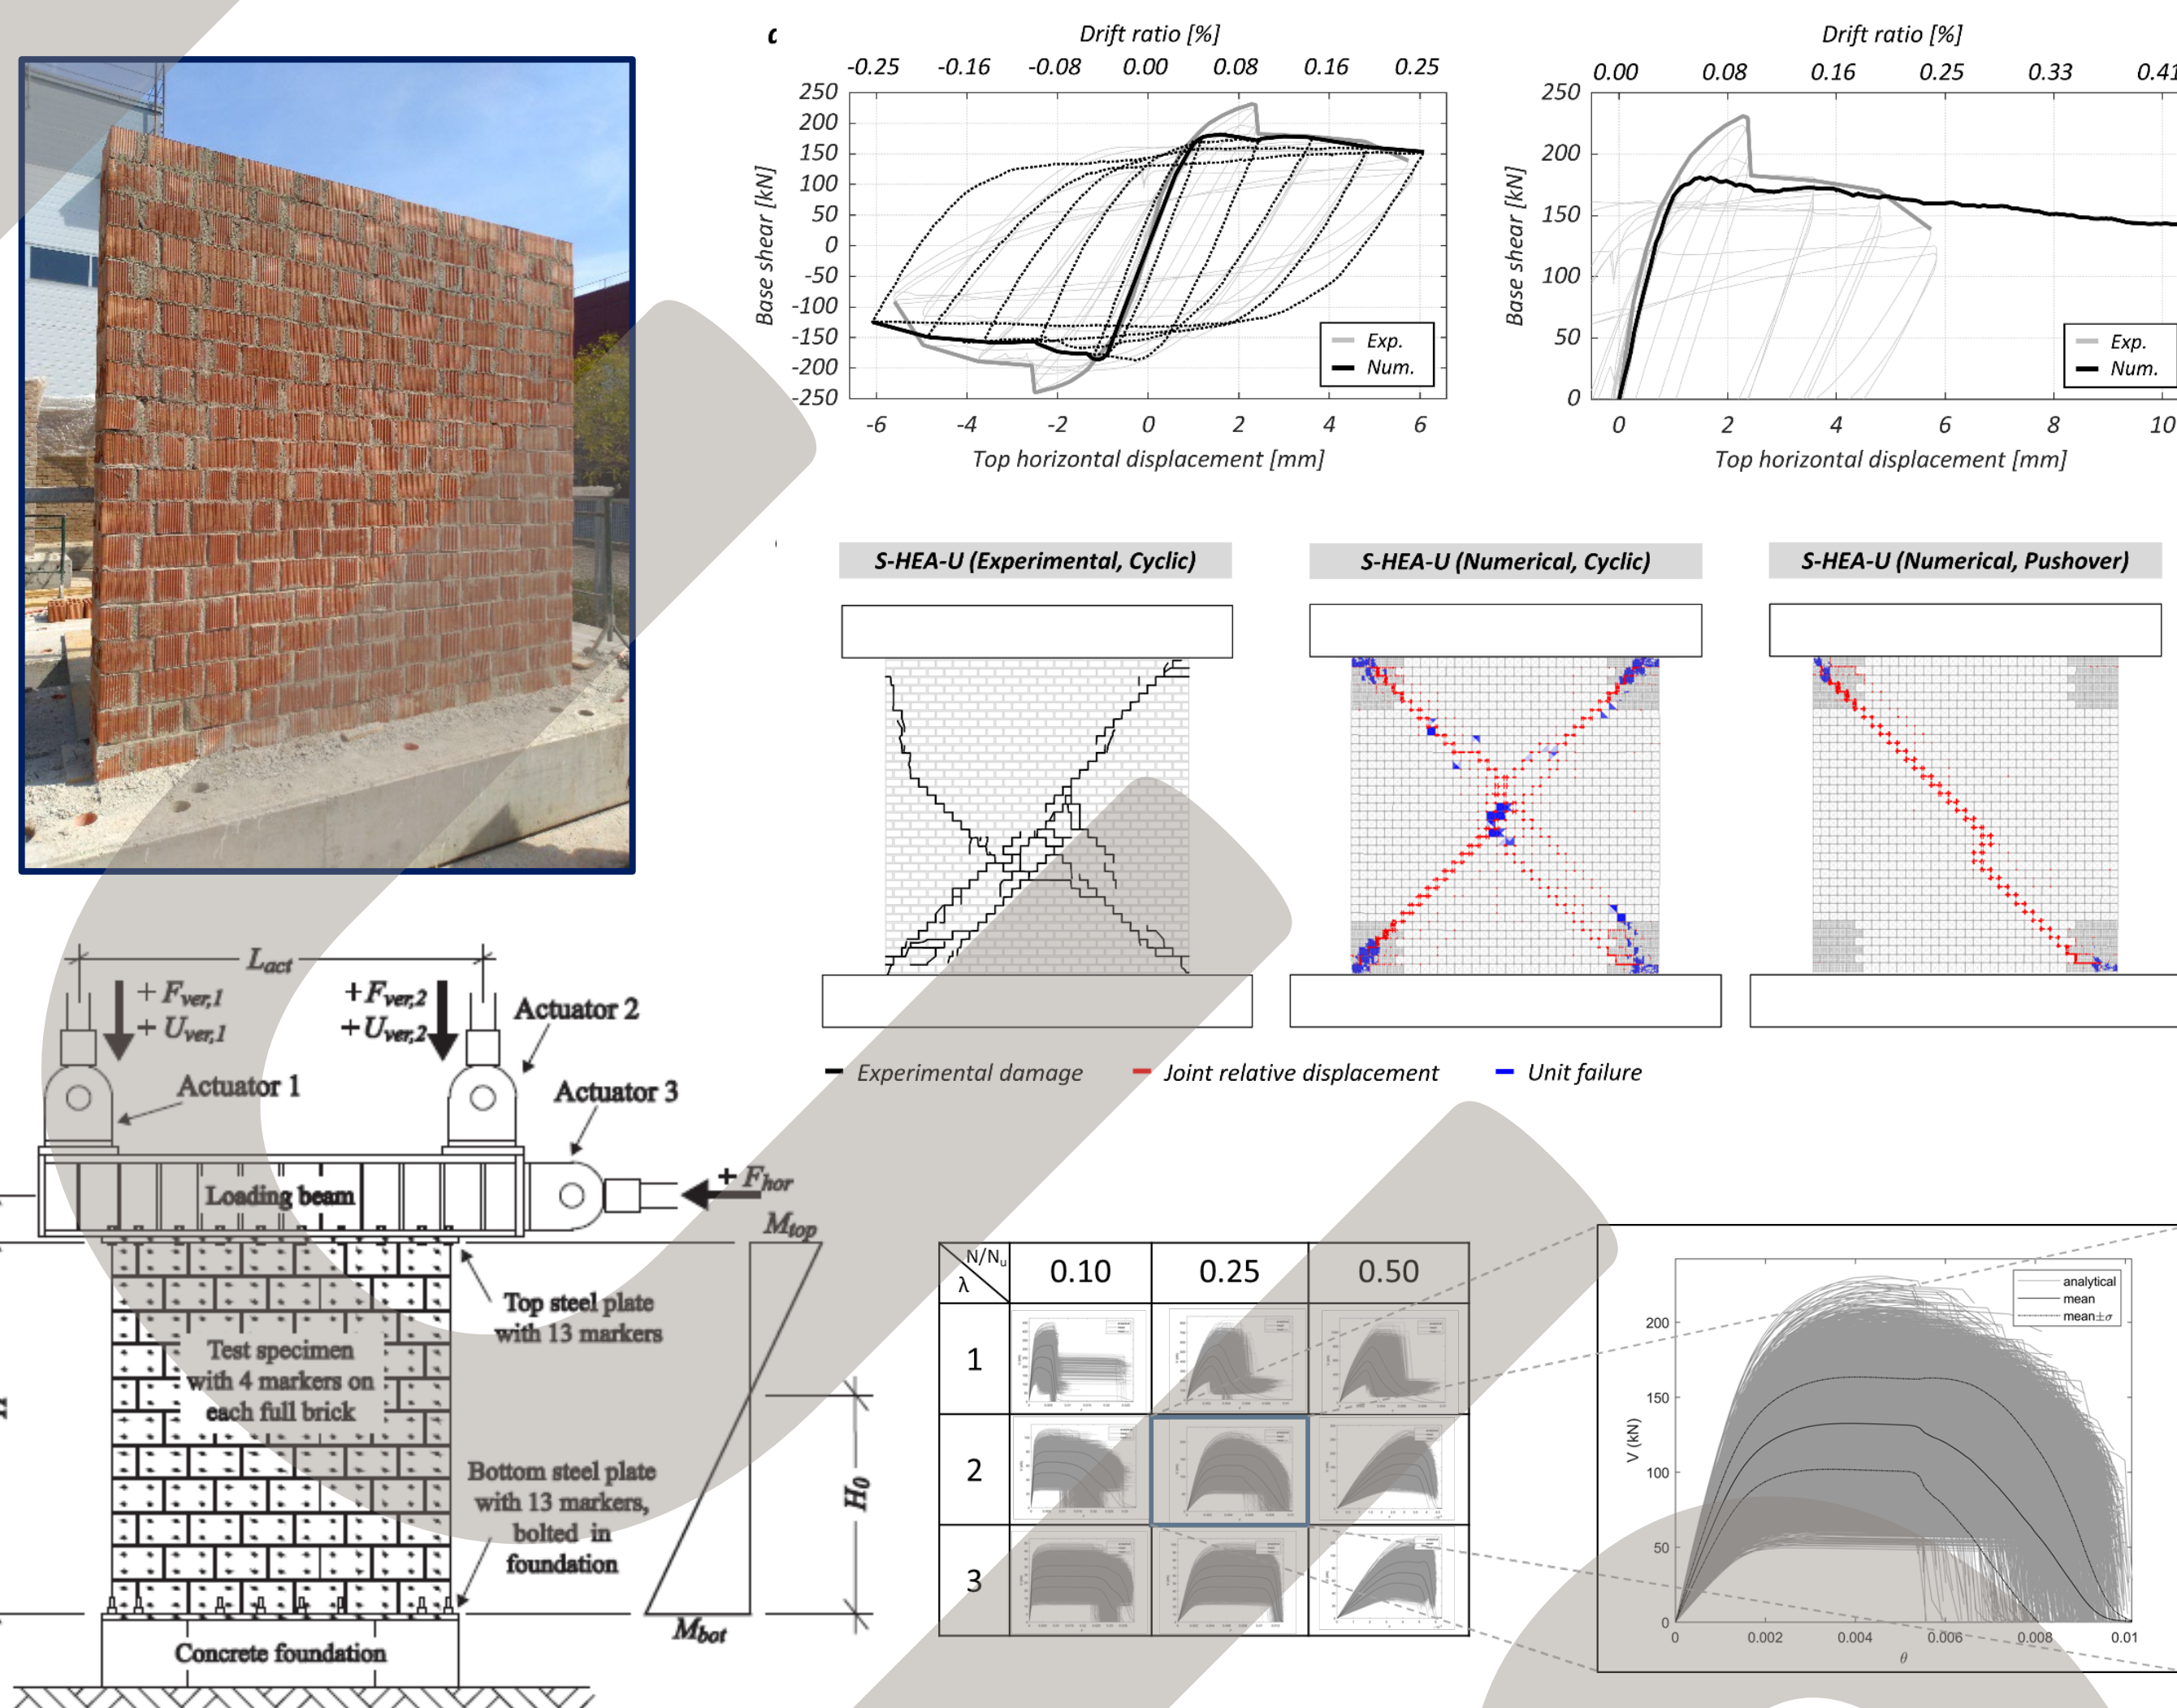 Drift ratio [%]
-0.25 -0.16 -0.08 0.00 0.08 0.16 0.25
250
200
150
100
50
0
-50
-100
-150
-200
-250
Base shear [kN]
Exp.
Num.
-6 -4 -2 0 2 4 6
Top horizontal displacement [mm]
Drift ratio [%]
0.00 0.08 0.16 0.25 0.33 0.41
250
200
150
100
50
0
Base shear [kN]
Exp.
Num.
0 2 4 6 8 10
Top horizontal displacement [mm]
S-HEA-U (Experimental, Cyclic)
S-HEA-U (Numerical, Cyclic)
S-HEA-U (Numerical, Pushover)
Experimental damage
Joint relative displacement
Unit failure
Lact
+ Fver,1
+ Uver,1
+Fver,2
+Uver,2
Actuator 2
Actuator 1
Actuator 3
Loading beam
+ Fhor
Mtop
Top steel plate
with 13 markers
Test specimen
with 4 markers on
each full brick
Bottom steel plate
with 13 markers,
bolted in
foundation
H0
Mbot
Concrete foundation
N/Nu
λ
0.10 0.25 0.50
1
2
3
analytical
mean
mean±σ
200
150
100
50
0
V (kN)
0 0.002 0.004 0.006 0.008 0.01
θ